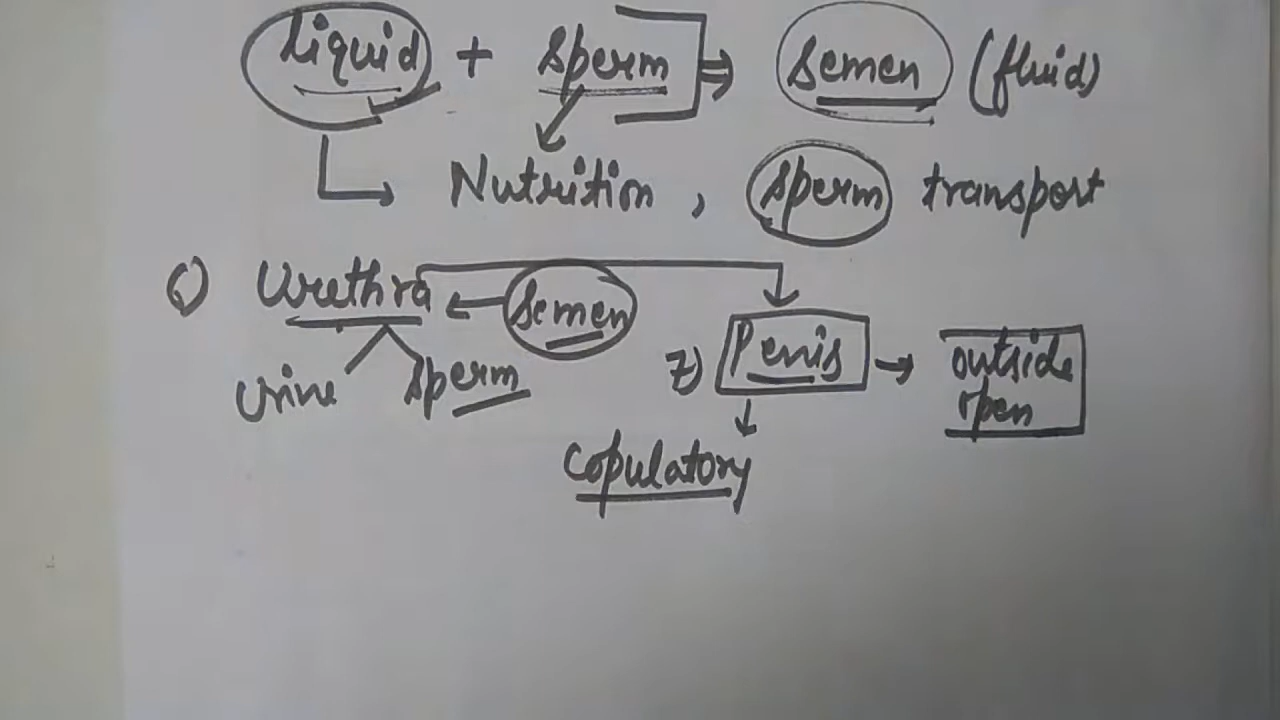 Liquid + sperm ⇒ semen (fluid)
Nutrition, sperm transport
Urethra ← semen
urine sperm
7) Penis → outside open
copulatory